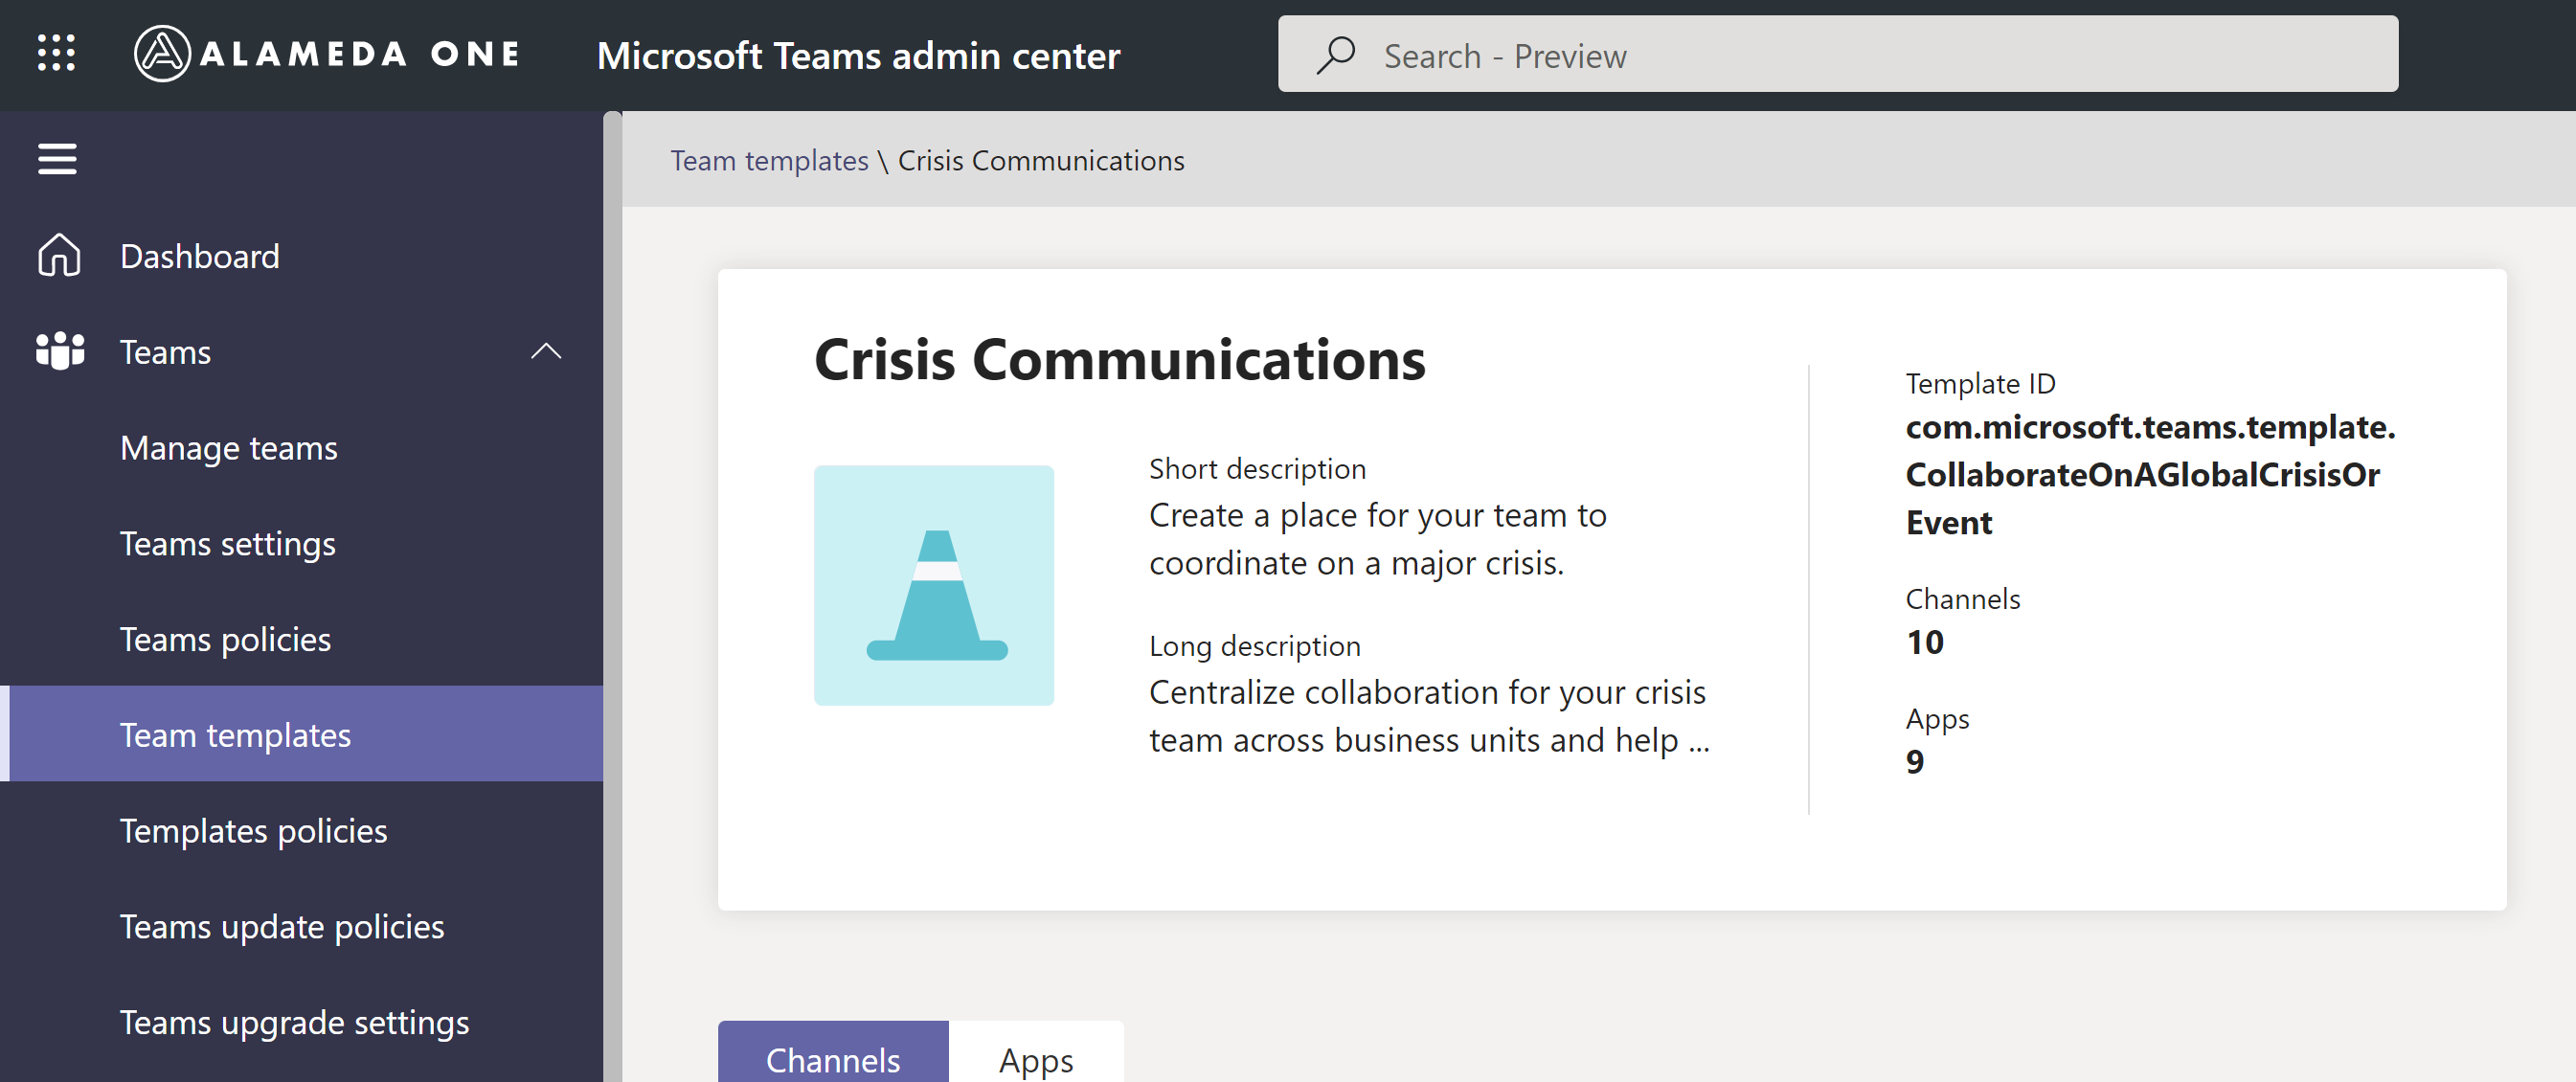 ALAMEDA ONE
Microsoft Teams admin center
Search - Preview
Dashboard
Teams
Manage teams
Teams settings
Teams policies
Team templates
Templates policies
Teams update policies
Teams upgrade settings
Team templates \ Crisis Communications
Crisis Communications
Short description
Create a place for your team to
coordinate on a major crisis.
Long description
Centralize collaboration for your crisis
team across business units and help ...
Template ID
com.microsoft.teams.template.
CollaborateOnAGlobalCrisisOr
Event
Channels
10
Apps
9
Channels
Apps